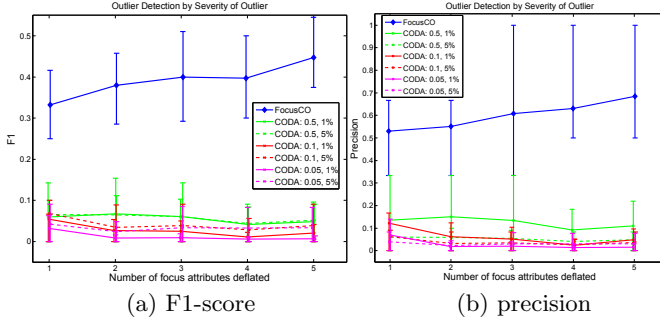 Outlier Detection by Severity of Outlier
0.5
0.4
0.3
0.2
0.1
0
F1
FocusCO
CODA: 0.5, 1%
CODA: 0.5, 5%
CODA: 0.1, 1%
CODA: 0.1, 5%
CODA: 0.05, 1%
CODA: 0.05, 5%
1 2 3 4 5
Number of focus attributes deflated
(a) F1-score
Outlier Detection by Severity of Outlier
1
0.9
0.8
0.7
0.6
0.5
0.4
0.3
0.2
0.1
0
Precision
FocusCO
CODA: 0.5, 1%
CODA: 0.5, 5%
CODA: 0.1, 1%
CODA: 0.1, 5%
CODA: 0.05, 1%
CODA: 0.05, 5%
1 2 3 4 5
Number of focus attributes deflated
(b) precision